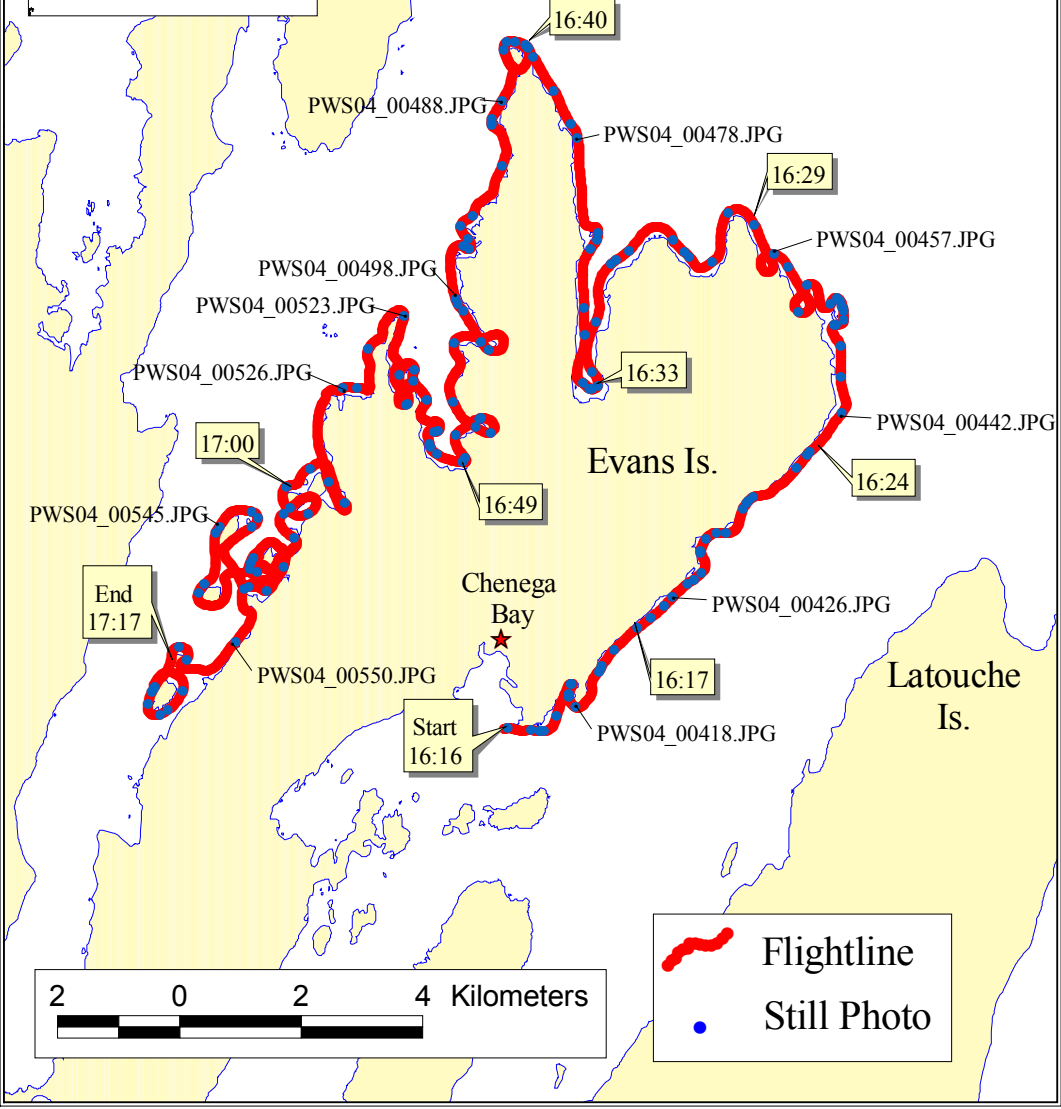 16:40
PWS04_00488.JPG
PWS04_00478.JPG
16:29
PWS04_00457.JPG
PWS04_00498.JPG
PWS04_00523.JPG
PWS04_00526.JPG
16:33
PWS04_00442.JPG
17:00
Evans Is.
16:24
16:49
PWS04_00545.JPG
End
17:17
Chenega
Bay
PWS04_00426.JPG
PWS04_00550.JPG
16:17
Latouche
Is.
Start
16:16
PWS04_00418.JPG
Flightline
Still Photo
2 0 2 4 Kilometers